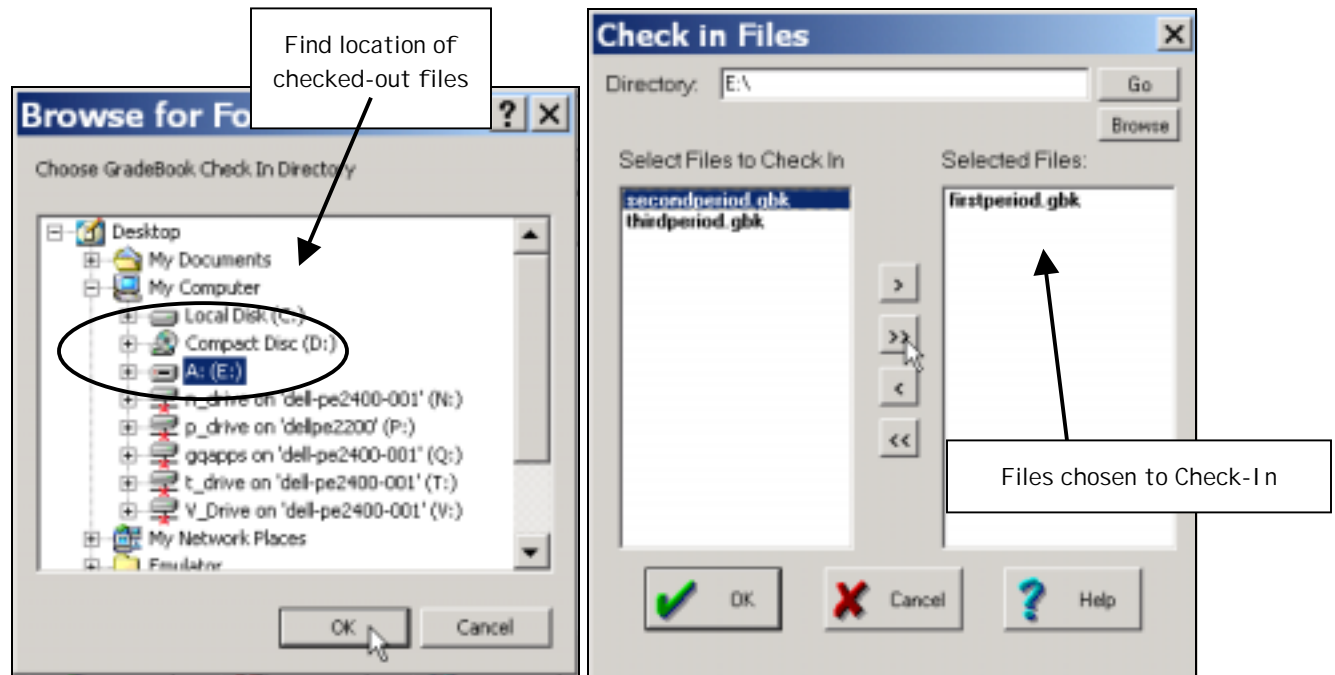 Find location of
checked-out files
Browse for Fo
Choose GradeBook Check In Directory
Desktop
My Documents
My Computer
Local Disk (C:)
Compact Disc (D:)
A: (E:)
n_drive on 'dell-pe2400-001' (N:)
p_drive on 'dellpe2200' (P:)
gqapps on 'dell-pe2400-001' (Q:)
t_drive on 'dell-pe2400-001' (T:)
V_Drive on 'dell-pe2400-001' (V:)
My Network Places
Emulator
OK
Cancel
Check in Files
Directory: E:\
Go
Browse
Select Files to Check In
secondperiod.gbk
thirdperiod.gbk
>
>>
<
<<
Selected Files:
firstperiod.gbk
Files chosen to Check-In
OK
Cancel
Help